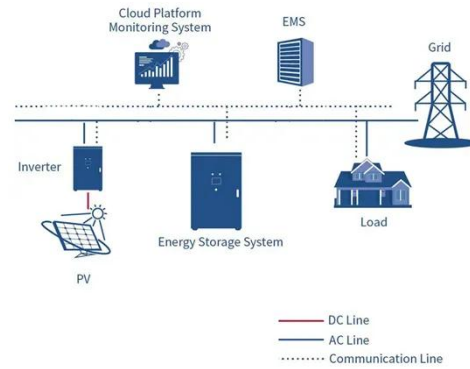 Cloud Platform
Monitoring System
EMS
Grid
Inverter
Energy Storage System
Load
PV
DC Line
AC Line
Communication Line